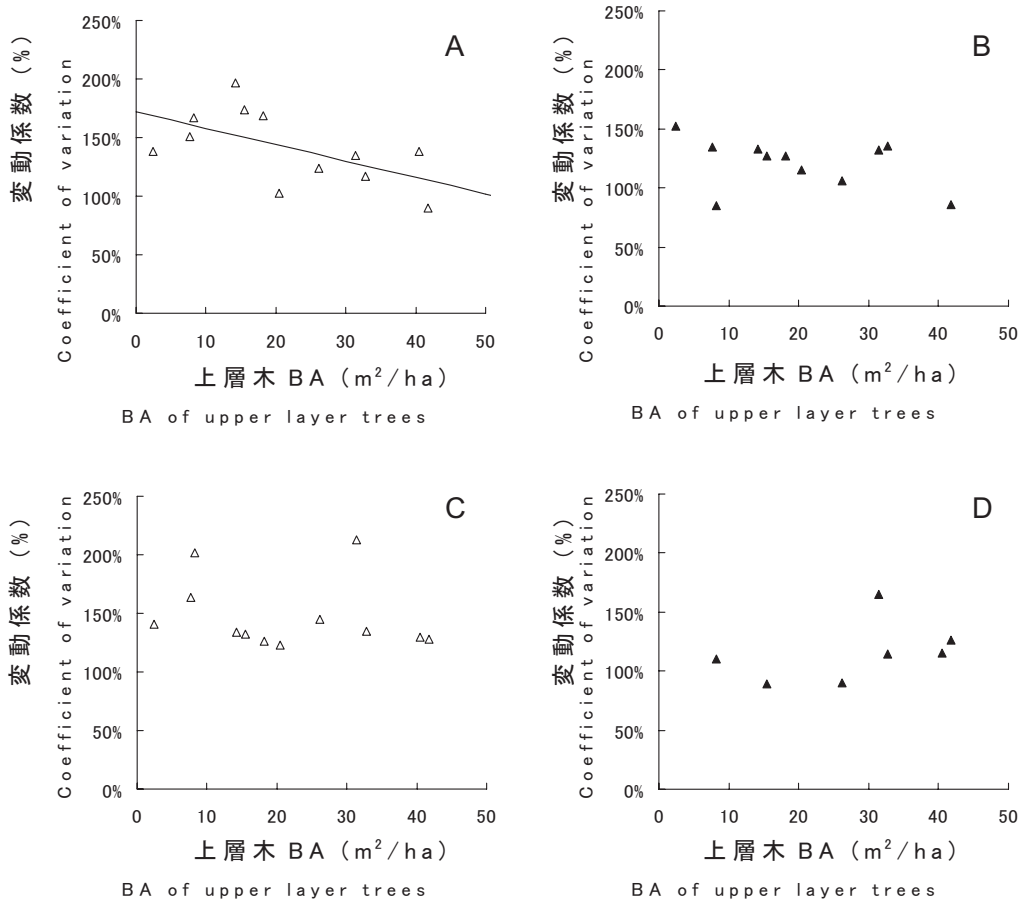 A
変動係数 (%)
Coefficient of variation
250%
200%
150%
100%
50%
0%
0 10 20 30 40 50
上層木 BA (m²/ha)
BA of upper layer trees
B
変動係数 (%)
Coefficient of variation
250%
200%
150%
100%
50%
0%
0 10 20 30 40 50
上層木 BA (m²/ha)
BA of upper layer trees
C
変動係数 (%)
Coefficient of variation
250%
200%
150%
100%
50%
0%
0 10 20 30 40 50
上層木 BA (m²/ha)
BA of upper layer trees
D
変動係数 (%)
Coefficient of variation
250%
200%
150%
100%
50%
0%
0 10 20 30 40 50
上層木 BA (m²/ha)
BA of upper layer trees